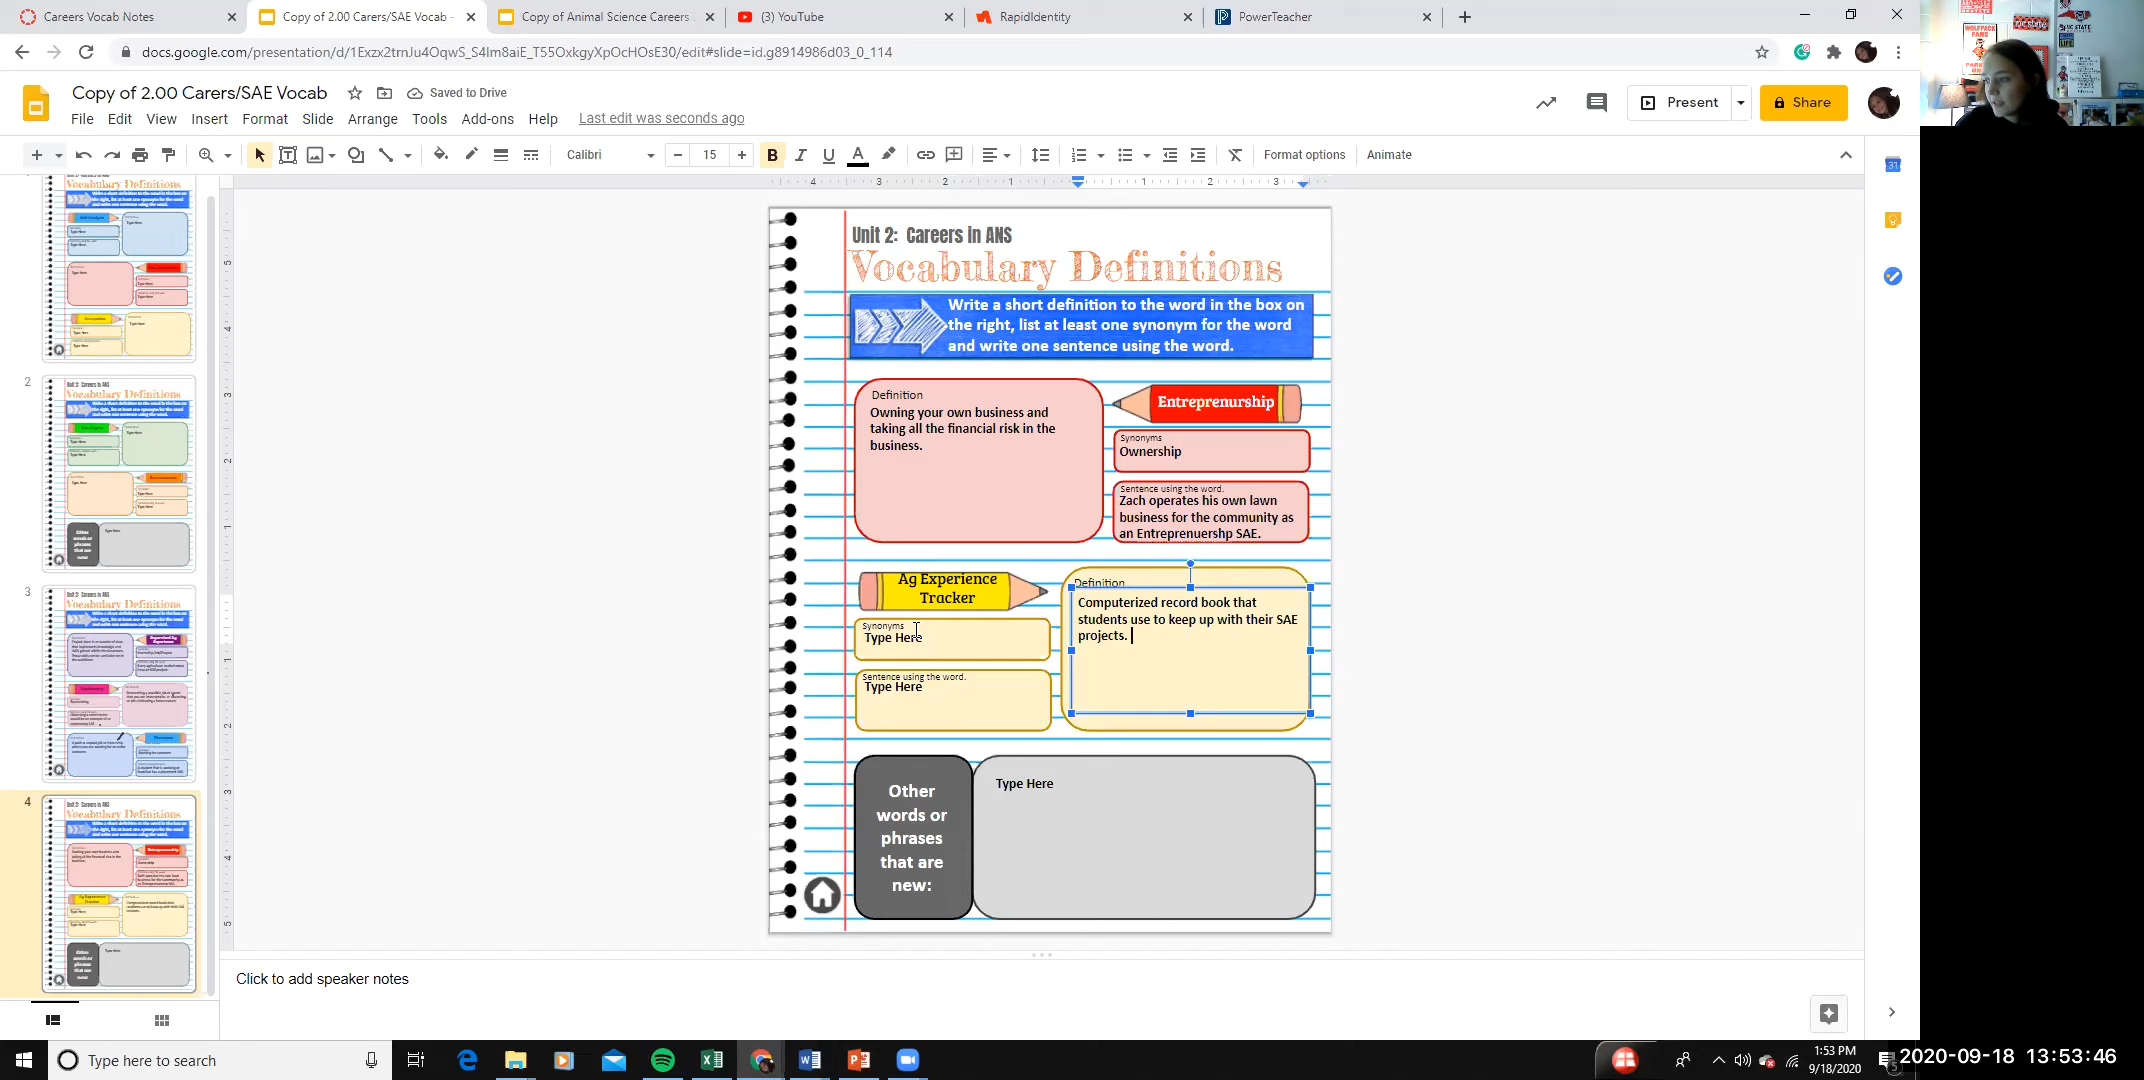 Careers Vocab Notes
Copy of 2.00 Carers/SAE Vocab -
Copy of Animal Science Careers
(3) YouTube
RapidIdentity
PowerTeacher
docs.google.com/presentation/d/1Exzx2trnJu4OqwS_S4Im8aiE_T55OxkgyXpOcHOsE30/edit#slide=id.g8914986d03_0_114
Copy of 2.00 Carers/SAE Vocab
Saved to Drive
Present
Share
File Edit View Insert Format Slide Arrange Tools Add-ons Help Last edit was seconds ago
Calibri
15
Format options
Animate
Unit 2: Careers in ANS
Vocabulary Definitions
Write a short definition to the word in the box on
the right, list at least one synonym for the word
and write one sentence using the word.
Definition
Owning your own business and
taking all the financial risk in the
business.
Entreprenurship
Synonyms
Ownership
Sentence using the word.
Zach operates his own lawn
business for the community as
an Entreprenuershp SAE.
Ag Experience
Tracker
Synonyms
Type Here
Sentence using the word.
Type Here
Definition
Computerized record book that
students use to keep up with their SAE
projects.
Other
words or
phrases
that are
new:
Type Here
2
3
4
Click to add speaker notes
Type here to search
1:53 PM
9/18/2020
2020-09-18 13:53:46